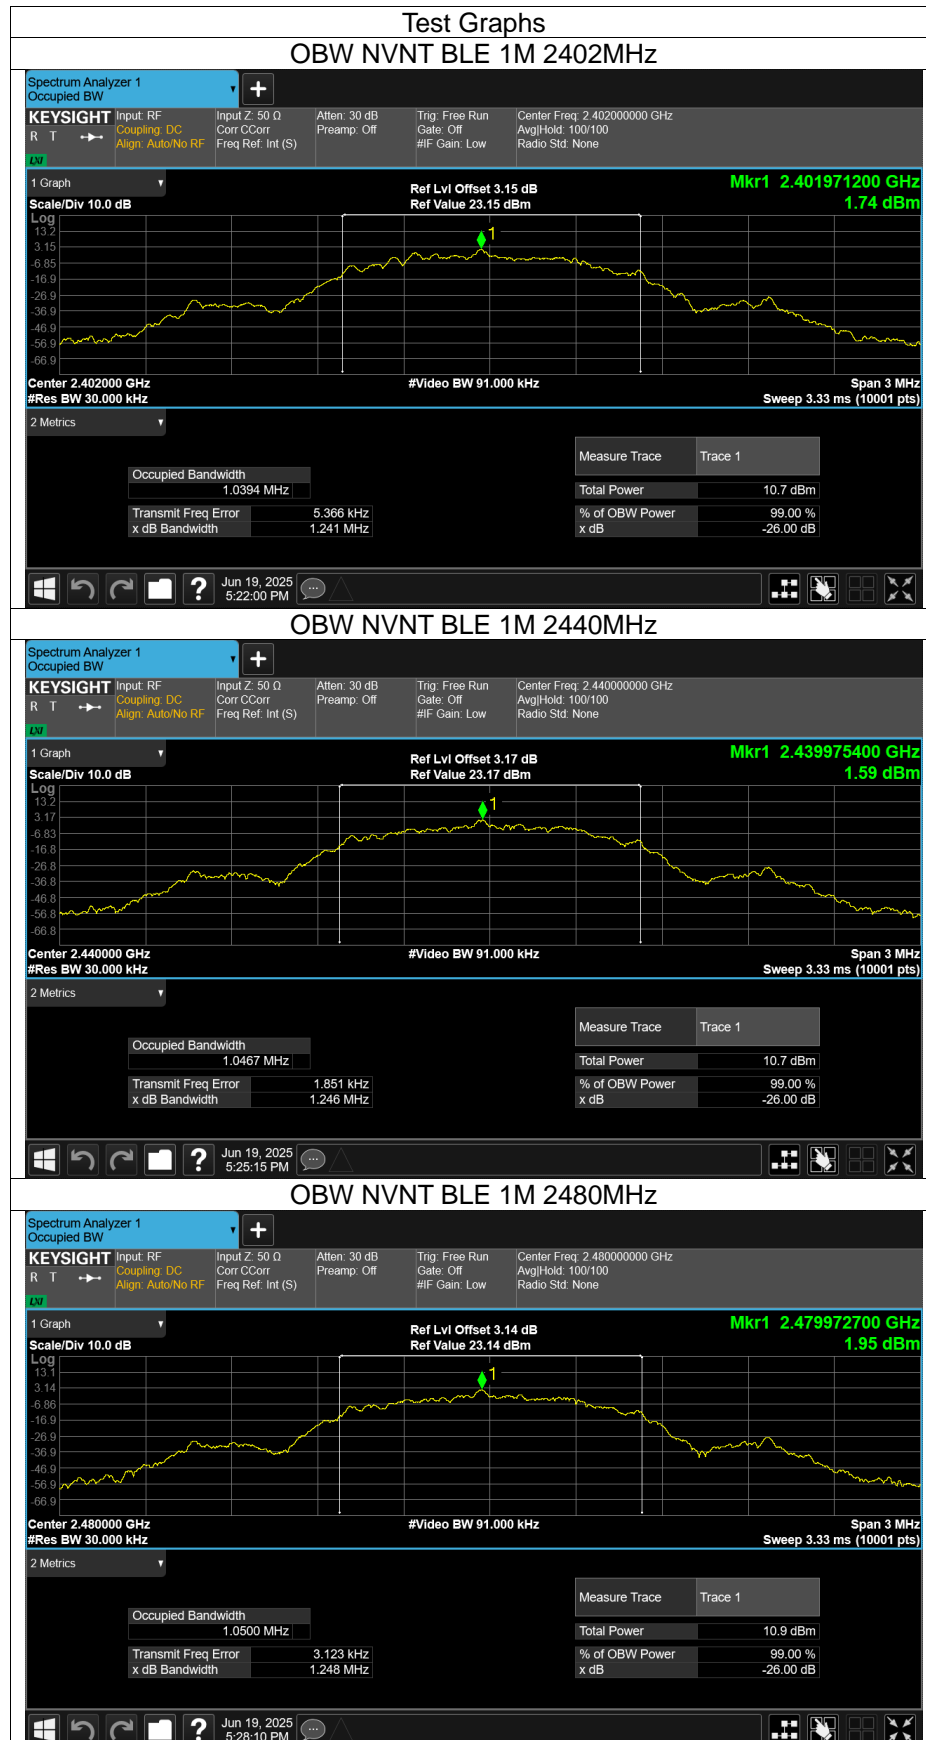 Test Graphs
OBW NVNT BLE 1M 2402MHz
Spectrum Analyzer 1
Occupied BW
+
KEYSIGHT Input: RF Input Z: 50 Ω Atten: 30 dB Trig: Free Run Center Freq: 2.402000000 GHz
R T Coupling: DC Corr CCorr Preamp: Off Gate: Off Avg|Hold: 100/100
Align: Auto/No RF Freq Ref: Int (S) #IF Gain: Low Radio Std: None
LXI
1 Graph Ref Lvl Offset 3.15 dB Mkr1 2.401971200 GHz
Scale/Div 10.0 dB Ref Value 23.15 dBm 1.74 dBm
Log
13.2
1
3.15
-6.85
-16.9
-26.9
-36.9
-46.9
-56.9
-66.9
Center 2.402000 GHz #Video BW 91.000 kHz Span 3 MHz
#Res BW 30.000 kHz Sweep 3.33 ms (10001 pts)
2 Metrics
Measure Trace Trace 1
Occupied Bandwidth
1.0394 MHz Total Power 10.7 dBm
Transmit Freq Error 5.366 kHz % of OBW Power 99.00 %
x dB Bandwidth 1.241 MHz x dB -26.00 dB
? Jun 19, 2025
5:22:00 PM
OBW NVNT BLE 1M 2440MHz
Spectrum Analyzer 1
Occupied BW
+
KEYSIGHT Input: RF Input Z: 50 Ω Atten: 30 dB Trig: Free Run Center Freq: 2.440000000 GHz
R T Coupling: DC Corr CCorr Preamp: Off Gate: Off Avg|Hold: 100/100
Align: Auto/No RF Freq Ref: Int (S) #IF Gain: Low Radio Std: None
LXI
1 Graph Ref Lvl Offset 3.17 dB Mkr1 2.439975400 GHz
Scale/Div 10.0 dB Ref Value 23.17 dBm 1.59 dBm
Log
13.2
1
3.17
-6.83
-16.8
-26.8
-36.8
-46.8
-56.8
-66.8
Center 2.440000 GHz #Video BW 91.000 kHz Span 3 MHz
#Res BW 30.000 kHz Sweep 3.33 ms (10001 pts)
2 Metrics
Measure Trace Trace 1
Occupied Bandwidth
1.0467 MHz Total Power 10.7 dBm
Transmit Freq Error 1.851 kHz % of OBW Power 99.00 %
x dB Bandwidth 1.246 MHz x dB -26.00 dB
? Jun 19, 2025
5:25:15 PM
OBW NVNT BLE 1M 2480MHz
Spectrum Analyzer 1
Occupied BW
+
KEYSIGHT Input: RF Input Z: 50 Ω Atten: 30 dB Trig: Free Run Center Freq: 2.480000000 GHz
R T Coupling: DC Corr CCorr Preamp: Off Gate: Off Avg|Hold: 100/100
Align: Auto/No RF Freq Ref: Int (S) #IF Gain: Low Radio Std: None
LXI
1 Graph Ref Lvl Offset 3.14 dB Mkr1 2.479972700 GHz
Scale/Div 10.0 dB Ref Value 23.14 dBm 1.95 dBm
Log
13.1
1
3.14
-6.86
-16.9
-26.9
-36.9
-46.9
-56.9
-66.9
Center 2.480000 GHz #Video BW 91.000 kHz Span 3 MHz
#Res BW 30.000 kHz Sweep 3.33 ms (10001 pts)
2 Metrics
Measure Trace Trace 1
Occupied Bandwidth
1.0500 MHz Total Power 10.9 dBm
Transmit Freq Error 3.123 kHz % of OBW Power 99.00 %
x dB Bandwidth 1.248 MHz x dB -26.00 dB
? Jun 19, 2025
5:28:10 PM